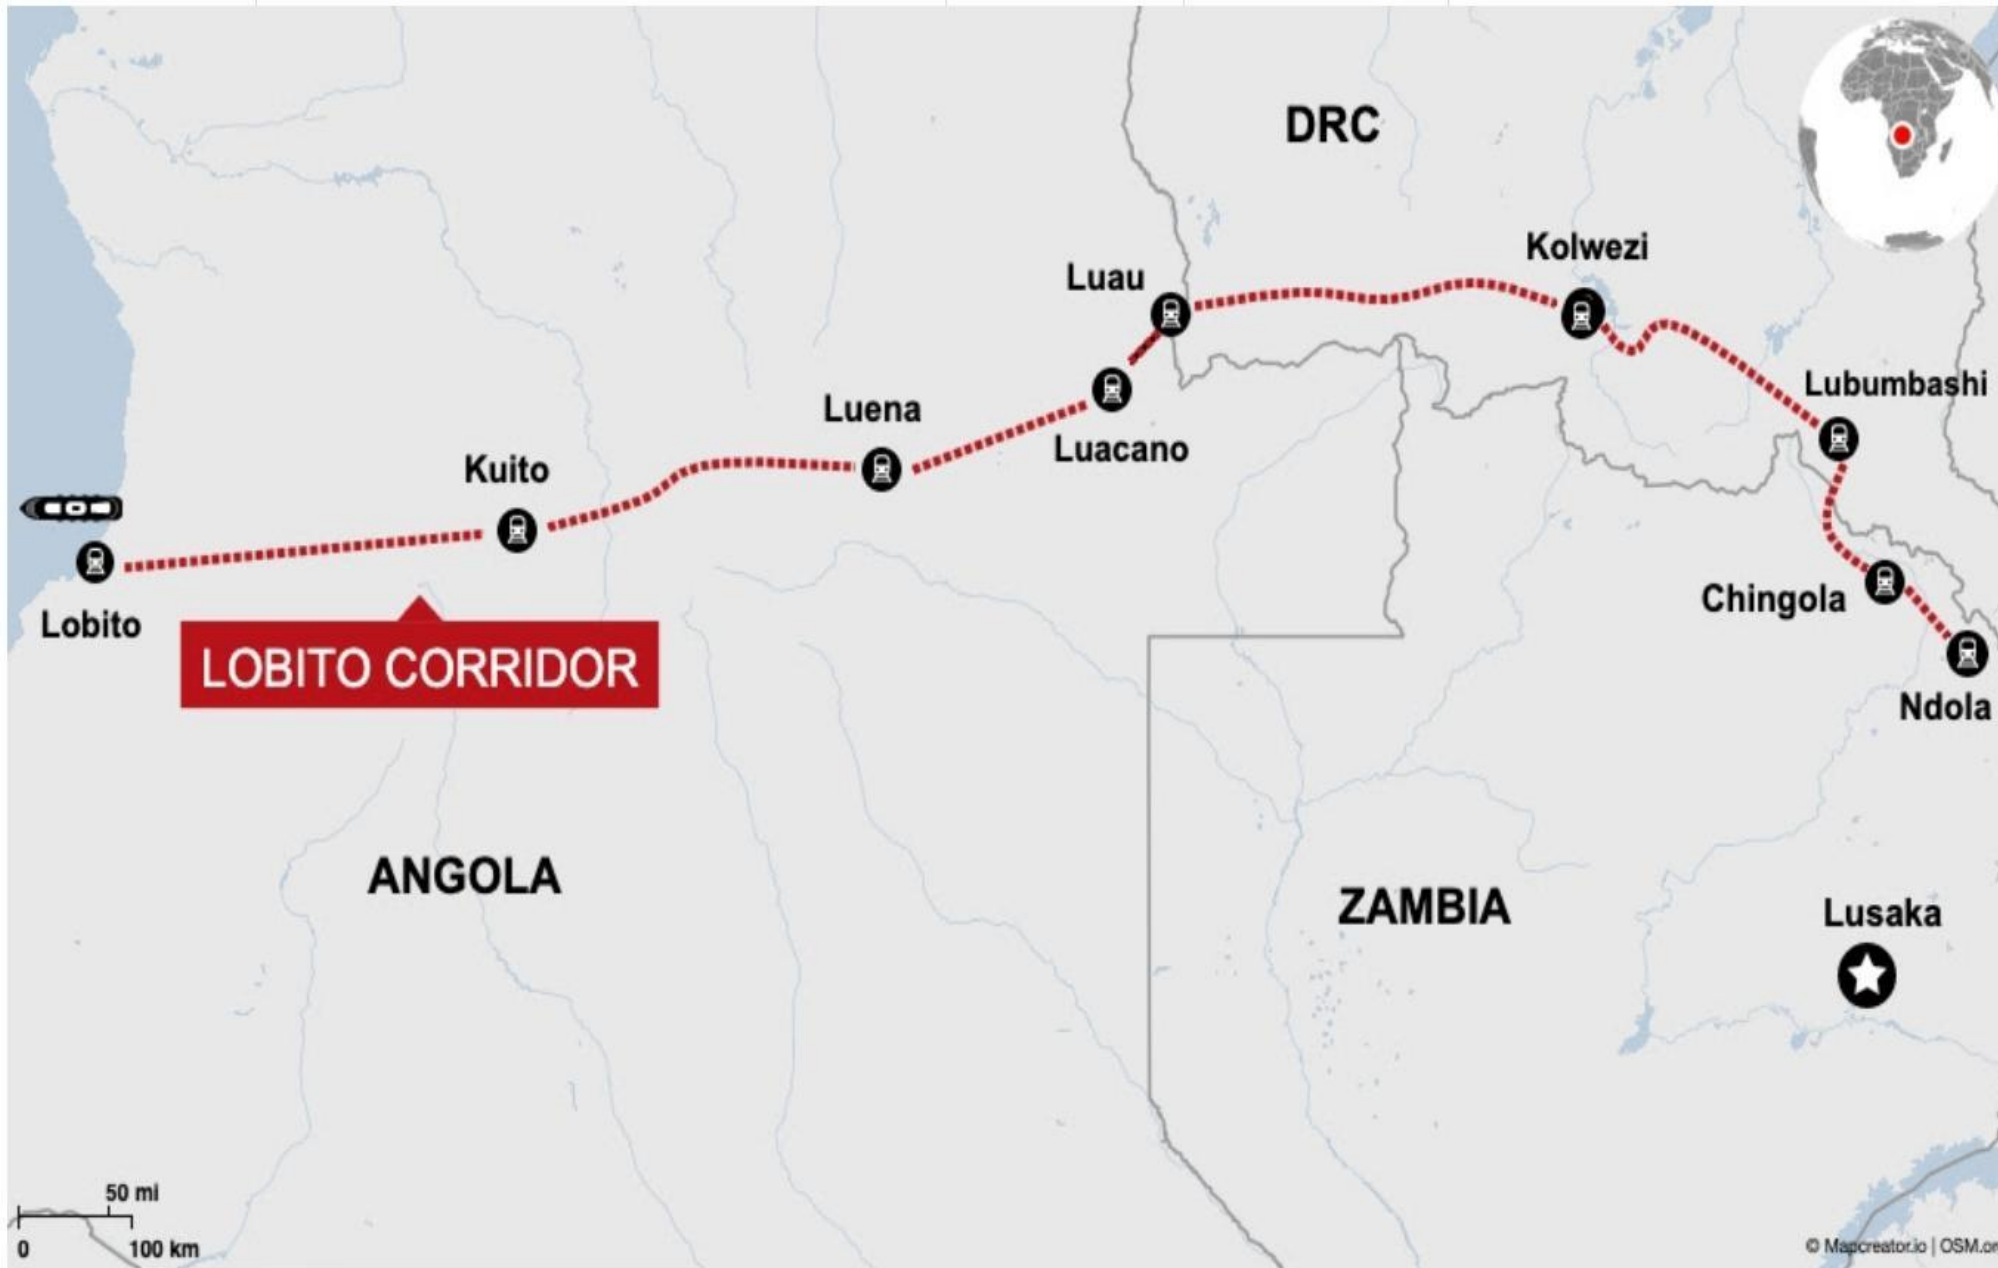 DRC
Kolwezi
Luau
Lubumbashi
Luena
Luacano
Kuito
Chingola
Lobito
LOBITO CORRIDOR
Ndola
ANGOLA
ZAMBIA
Lusaka
50 mi
0 100 km
© Mapcreator.io | OSM.or